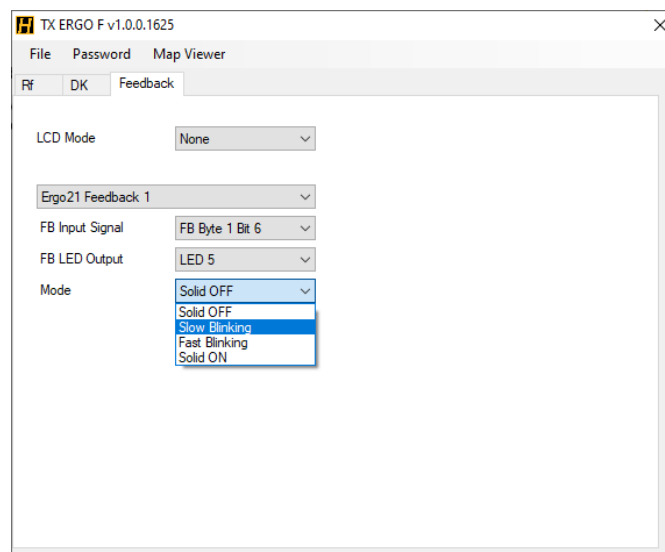 TX ERGO F v1.0.0.1625
File Password Map Viewer
Rf DK Feedback
LCD Mode None
Ergo21 Feedback 1
FB Input Signal FB Byte 1 Bit 6
FB LED Output LED 5
Mode Solid OFF
Solid OFF
Slow Blinking
Fast Blinking
Solid ON